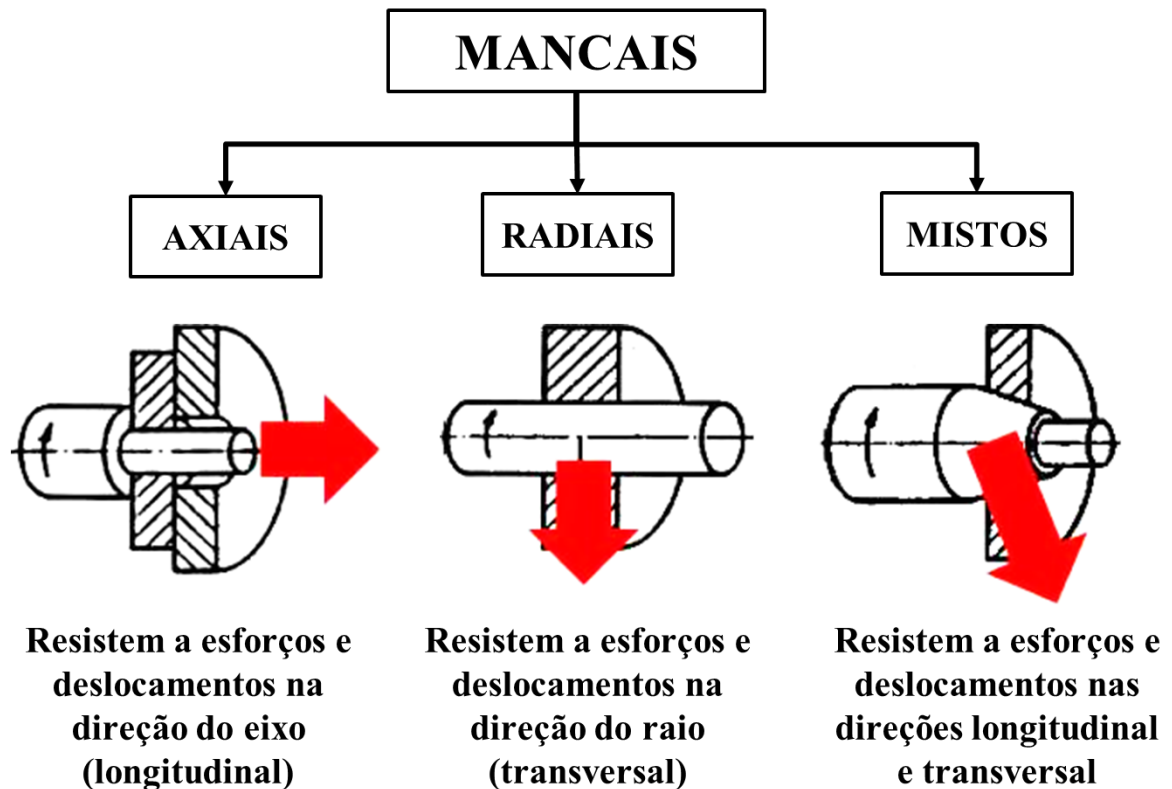 MANCAIS
AXIAIS
RADIAIS
MISTOS
Resistem a esforços e
deslocamentos na
direção do eixo
(longitudinal)
Resistem a esforços e
deslocamentos na
direção do raio
(transversal)
Resistem a esforços e
deslocamentos nas
direções longitudinal
e transversal